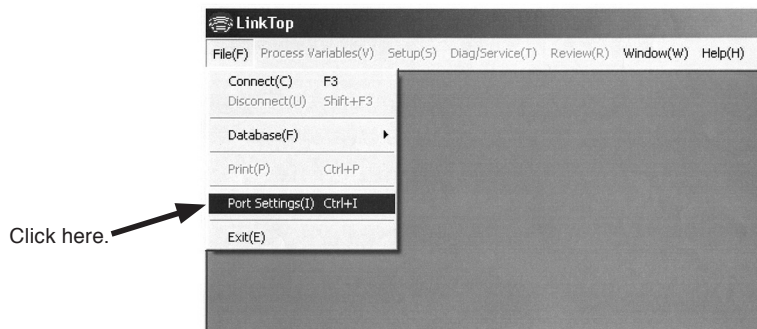 LinkTop
File(F) Process Variables(V) Setup(S) Diag/Service(T) Review(R) Window(W) Help(H)
Connect(C) F3
Disconnect(U) Shift+F3
Database(F)
Print(P) Ctrl+P
Port Settings(I) Ctrl+I
Click here.
Exit(E)